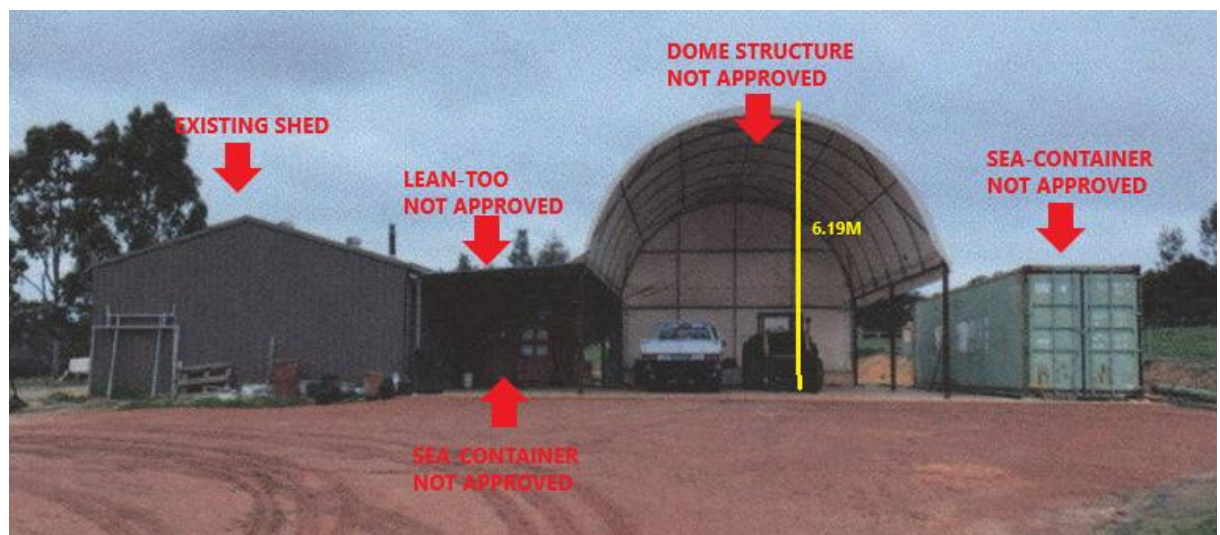 DOME STRUCTURE
NOT APPROVED
EXISTING SHED
LEAN-TOO
NOT APPROVED
SEA-CONTAINER
NOT APPROVED
6.19M
SEA-CONTAINER
NOT APPROVED